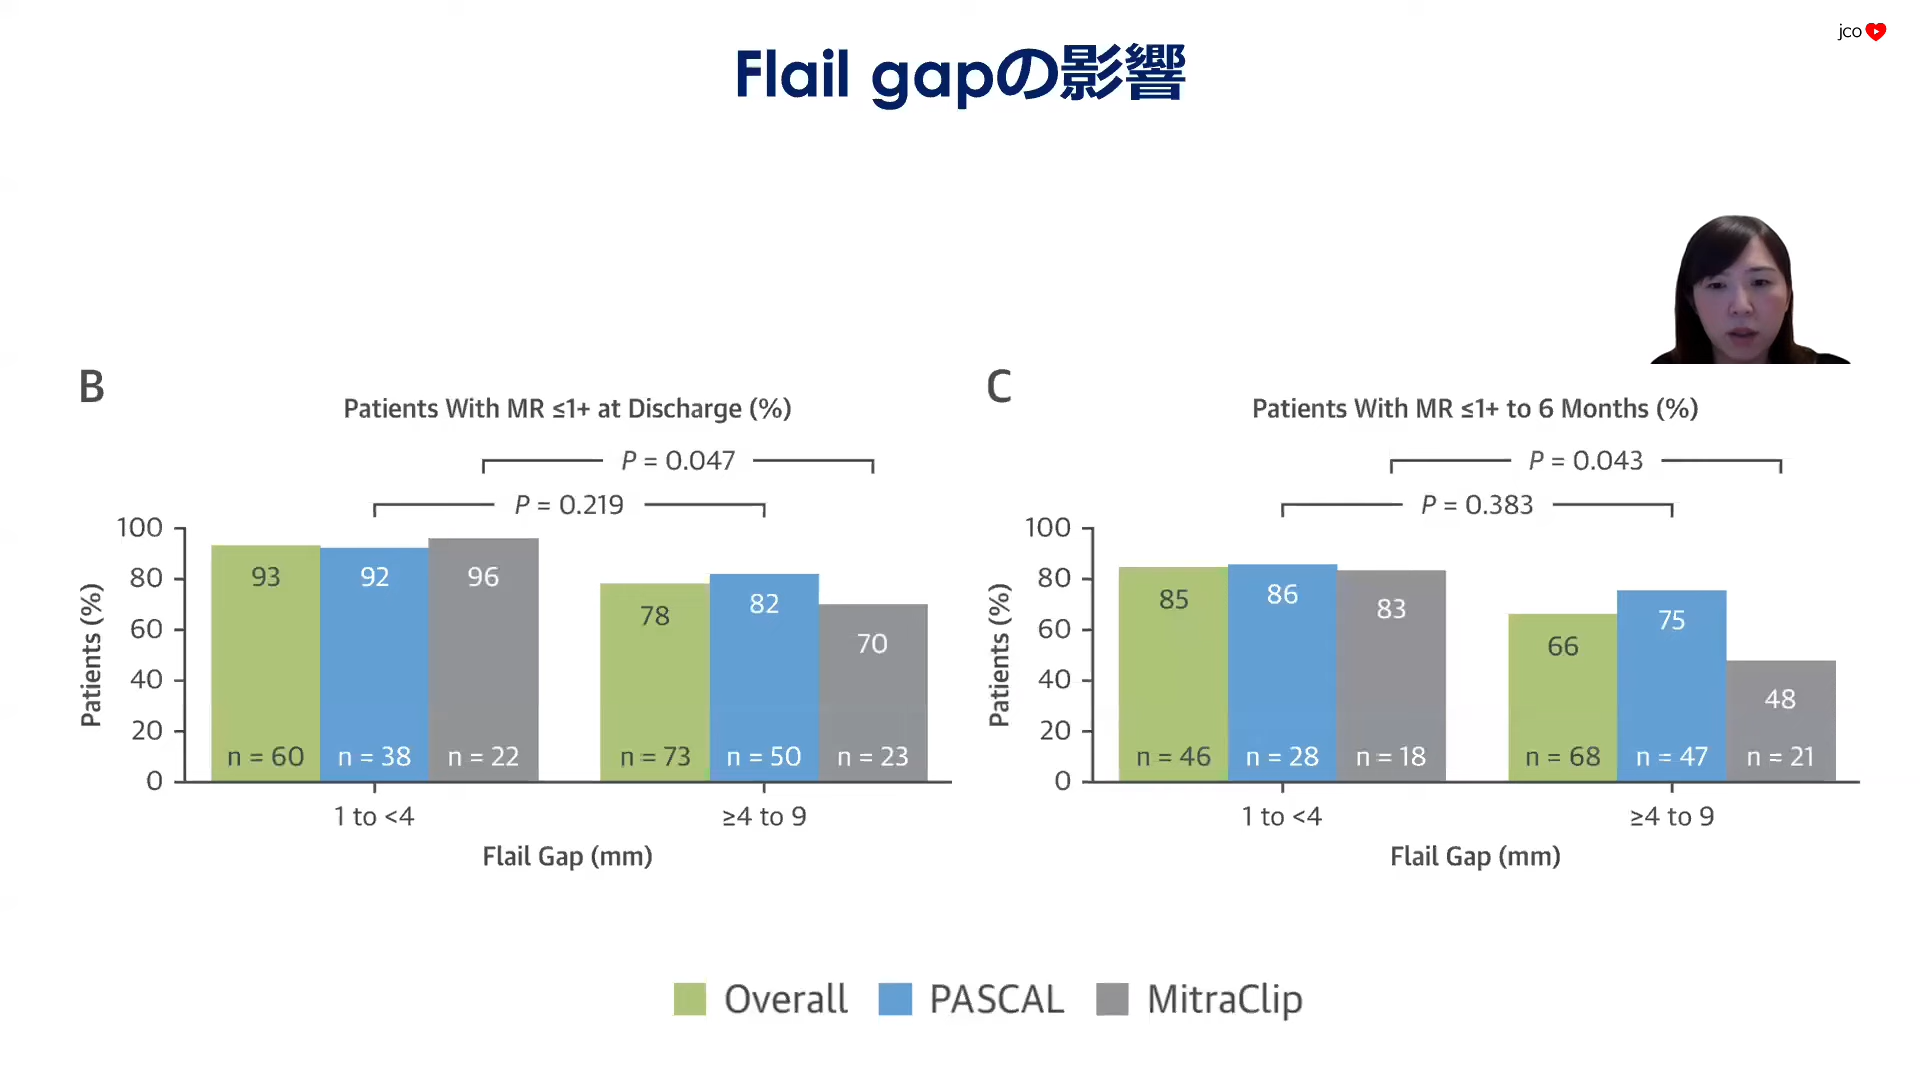 jco
Flail gapの影響
B
Patients With MR ≤1+ at Discharge (%)
P = 0.047
P = 0.219
Patients (%)
100
80
60
40
20
0
93
92
96
78
82
70
n = 60
n = 38
n = 22
n = 73
n = 50
n = 23
1 to <4
≥4 to 9
Flail Gap (mm)
C
Patients With MR ≤1+ to 6 Months (%)
P = 0.043
P = 0.383
Patients (%)
100
80
60
40
20
0
85
86
83
66
75
48
n = 46
n = 28
n = 18
n = 68
n = 47
n = 21
1 to <4
≥4 to 9
Flail Gap (mm)
Overall
PASCAL
MitraClip